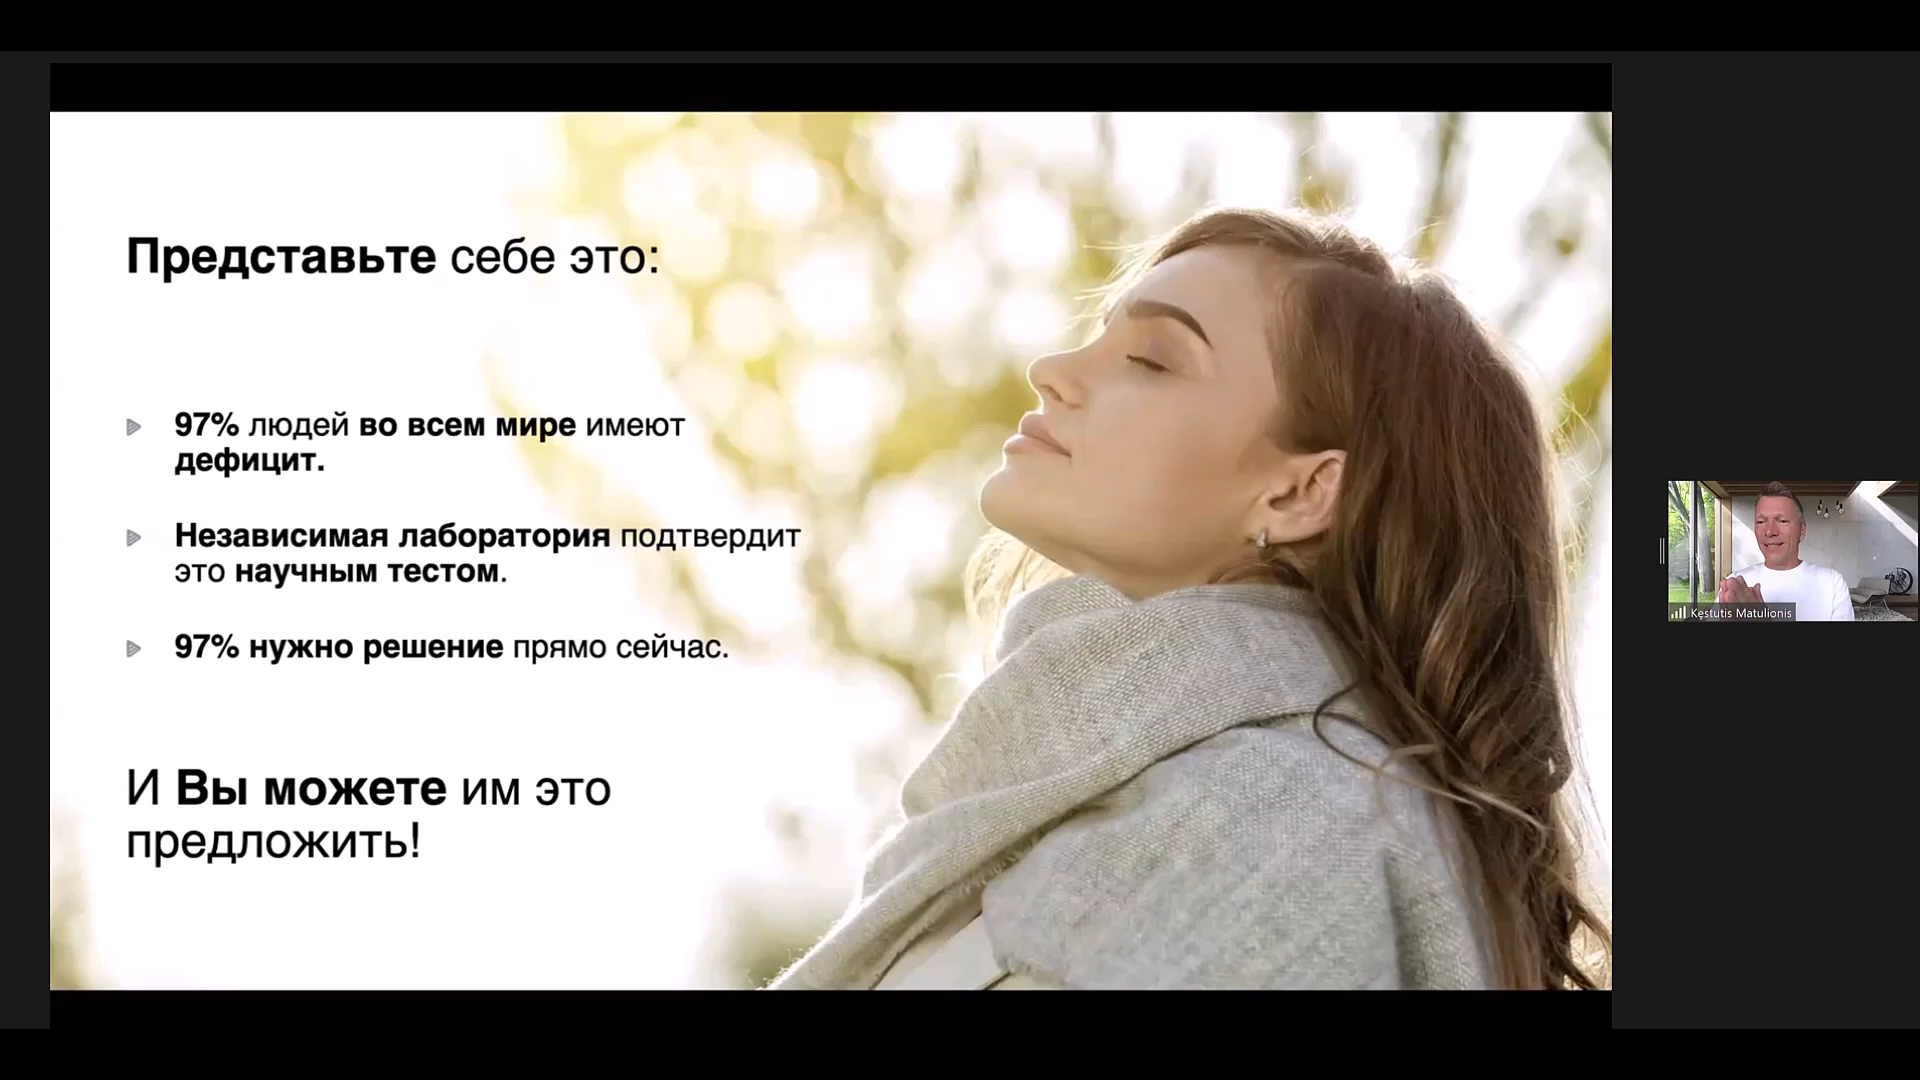 Представьте себе это:
97% людей во всем мире имеют
дефицит.
Независимая лаборатория подтвердит
это научным тестом.
97% нужно решение прямо сейчас.
И Вы можете им это
предложить!
Kęstutis Matulionis